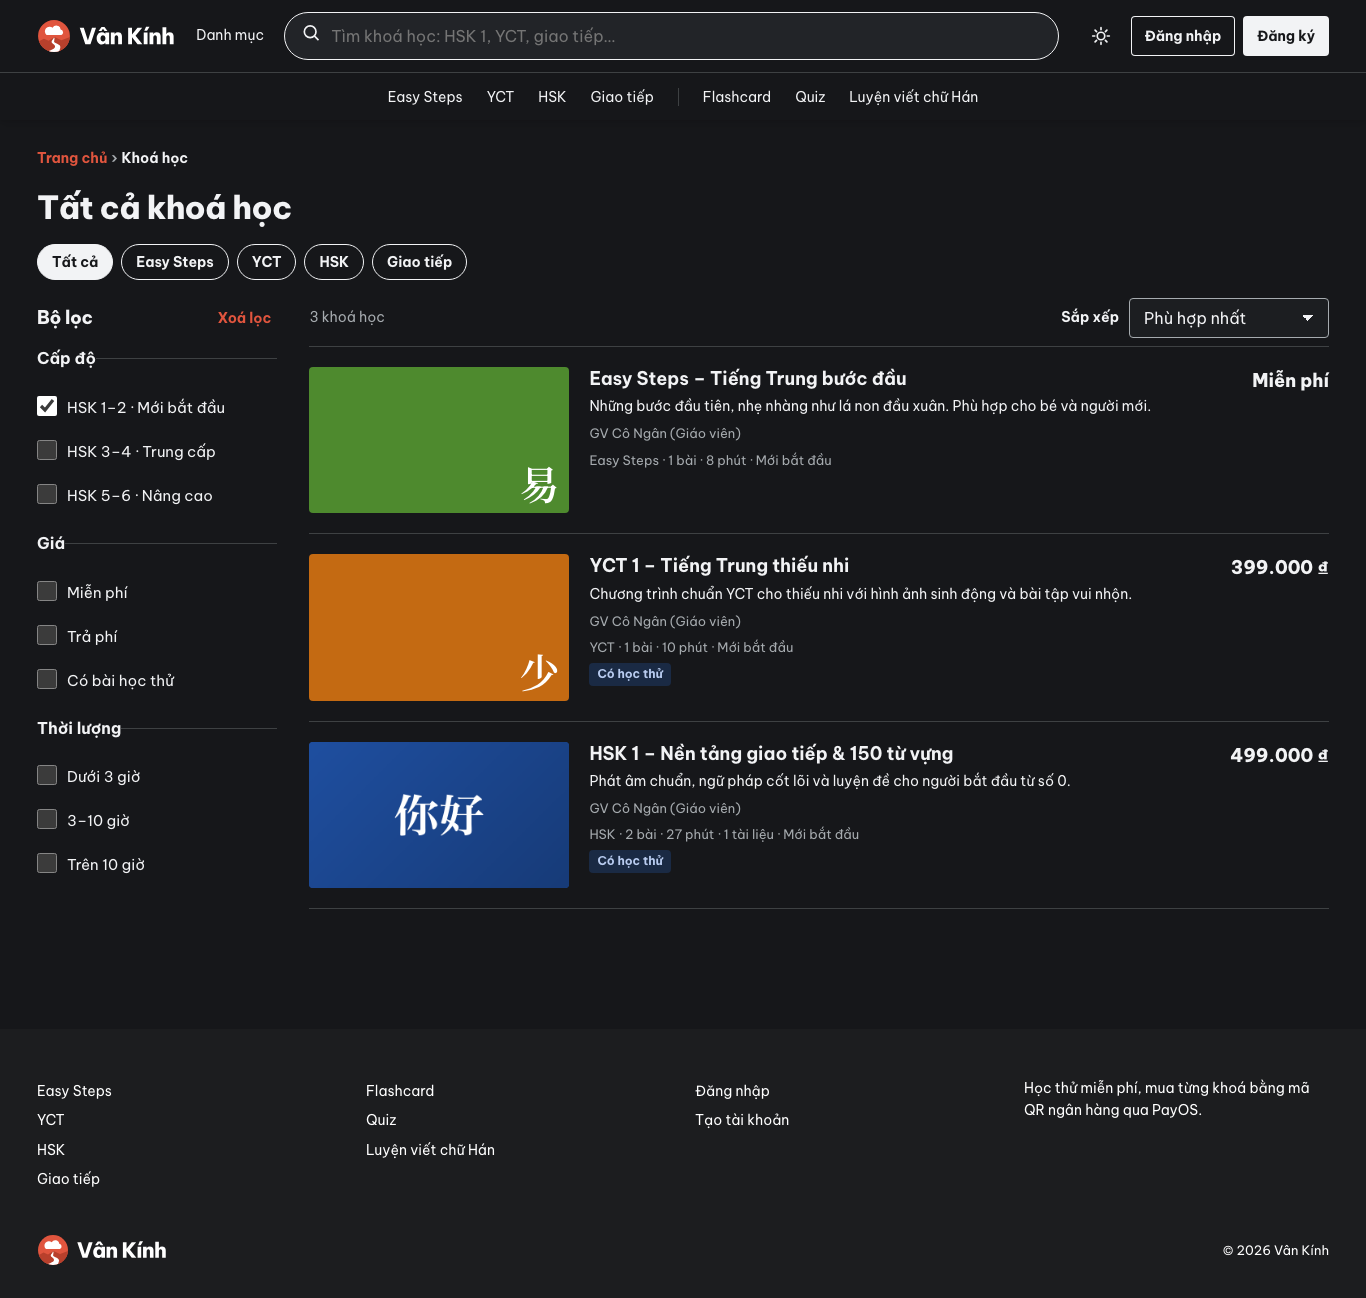 Vân Kính
Danh mục
Tìm khoá học: HSK 1, YCT, giao tiếp...
Đăng nhập
Đăng ký
Easy Steps
YCT
HSK
Giao tiếp
Flashcard
Quiz
Luyện viết chữ Hán
Trang chủ › Khoá học
Tất cả khoá học
Tất cả
Easy Steps
YCT
HSK
Giao tiếp
Bộ lọc
Xoá lọc
Cấp độ
HSK 1–2 · Mới bắt đầu
HSK 3–4 · Trung cấp
HSK 5–6 · Nâng cao
Giá
Miễn phí
Trả phí
Có bài học thử
Thời lượng
Dưới 3 giờ
3–10 giờ
Trên 10 giờ
3 khoá học
Sắp xếp
Phù hợp nhất
易
Easy Steps – Tiếng Trung bước đầu
Miễn phí
Những bước đầu tiên, nhẹ nhàng như lá non đầu xuân. Phù hợp cho bé và người mới.
GV Cô Ngân (Giáo viên)
Easy Steps · 1 bài · 8 phút · Mới bắt đầu
少
YCT 1 – Tiếng Trung thiếu nhi
399.000 ₫
Chương trình chuẩn YCT cho thiếu nhi với hình ảnh sinh động và bài tập vui nhộn.
GV Cô Ngân (Giáo viên)
YCT · 1 bài · 10 phút · Mới bắt đầu
Có học thử
你好
HSK 1 – Nền tảng giao tiếp & 150 từ vựng
499.000 ₫
Phát âm chuẩn, ngữ pháp cốt lõi và luyện đề cho người bắt đầu từ số 0.
GV Cô Ngân (Giáo viên)
HSK · 2 bài · 27 phút · 1 tài liệu · Mới bắt đầu
Có học thử
Easy Steps
YCT
HSK
Giao tiếp
Flashcard
Quiz
Luyện viết chữ Hán
Đăng nhập
Tạo tài khoản
Học thử miễn phí, mua từng khoá bằng mã
QR ngân hàng qua PayOS.
Vân Kính
© 2026 Vân Kính